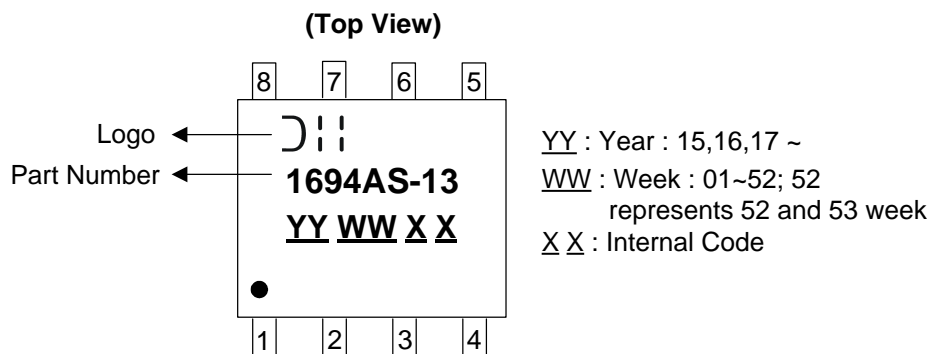 (Top View)
8 7 6 5
Logo
Part Number
1694AS-13
YY WW X X
1 2 3 4
YY : Year : 15,16,17 ~
WW : Week : 01~52; 52
represents 52 and 53 week
X X : Internal Code